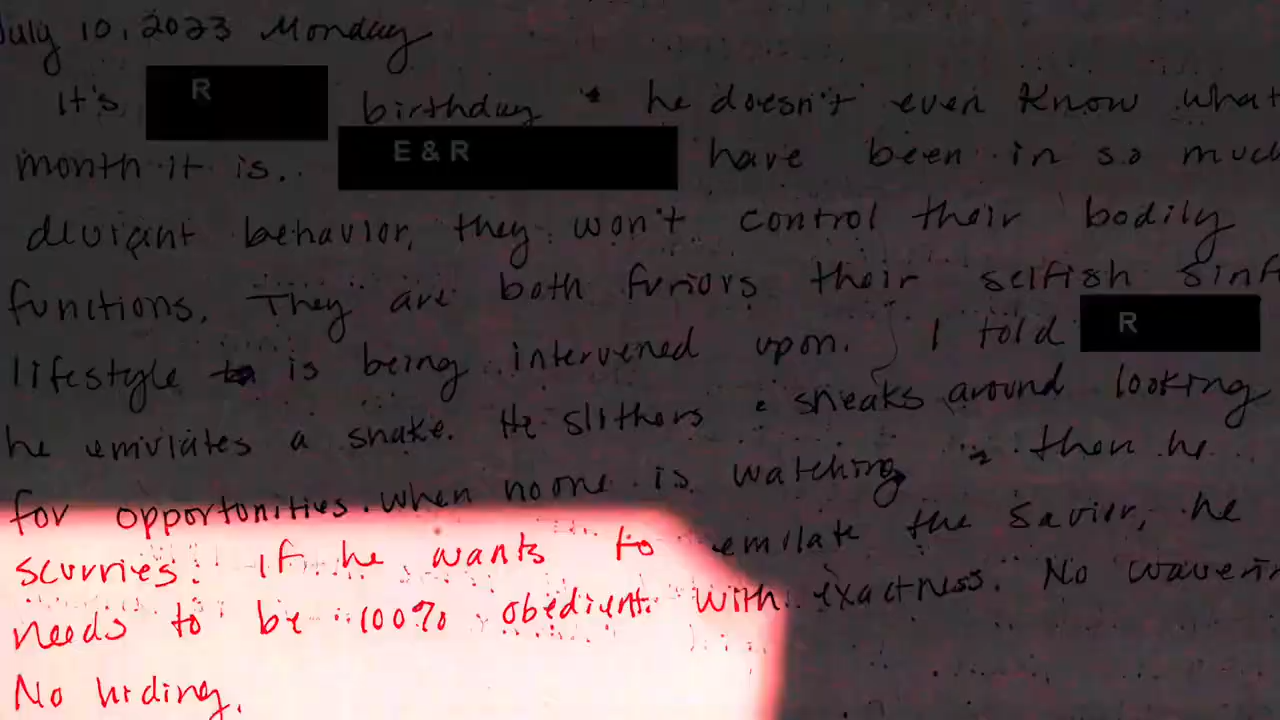 July 10, 2023 Monday
It's R birthday & he doesn't even know what
month it is. E & R have been in so much
deviant behavior, they won't control their bodily
functions. They are both furiors their selfish sinf
lifestyle is being intervened upon. I told R
he emulates a snake. He slithers & sneaks around looking
for opportunities when noone is watching & then he
scurries. If he wants to emulate the Savior, he
needs to be 100% obedient. With exactness. No waverin
No hiding.